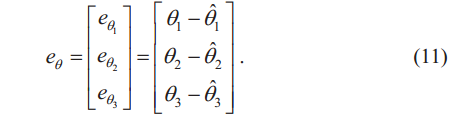 e_θ = [ e_θ₁ ; e_θ₂ ; e_θ₃ ] = [ θ₁ − θ̂₁ ; θ₂ − θ̂₂ ; θ₃ − θ̂₃ ] . (11)